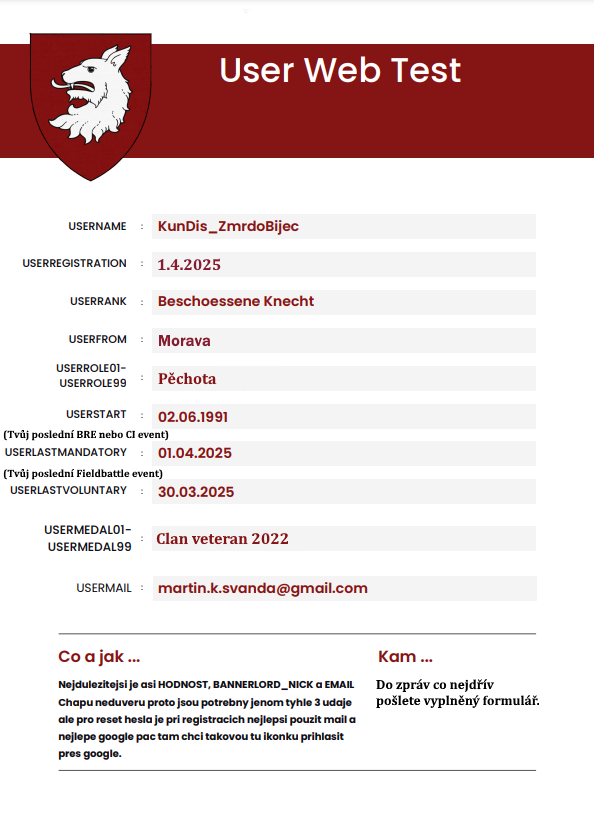 User Web Test
USERNAME : KunDis_ZmrdoBijec
USERREGISTRATION : 1.4.2025
USERRANK : Beschoessene Knecht
USERFROM : Morava
USERROLE01-
USERROLE99 : Pěchota
USERSTART : 02.06.1991
(Tvůj poslední BRE nebo CI event)
USERLASTMANDATORY : 01.04.2025
(Tvůj poslední Fieldbattle event)
USERLASTVOLUNTARY : 30.03.2025
USERMEDAL01-
USERMEDAL99 : Clan veteran 2022
USERMAIL : martin.k.svanda@gmail.com
Co a jak ...
Nejdulezitejsi je asi HODNOST, BANNERLORD_NICK a EMAIL
Chapu neduveru proto jsou potrebny jenom tyhle 3 udaje
ale pro reset hesla je pri registracich nejlepsi pouzit mail a
nejlepe google pac tam chci takovou tu ikonku prihlasit
pres google.
Kam ...
Do zpráv co nejdřív
pošlete vyplněný formulář.